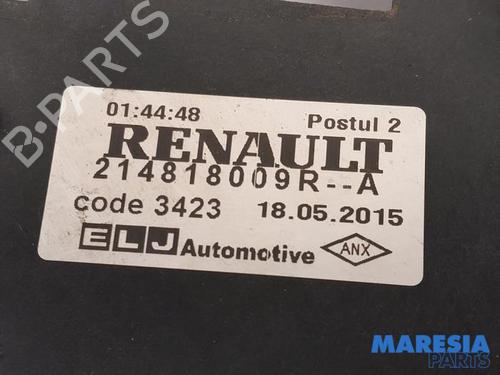 B-PARTS
01:44:48 Postul 2
RENAULT
214818009R--A
code 3423 18.05.2015
ELJ Automotive ANX
MARESIA
PARTS